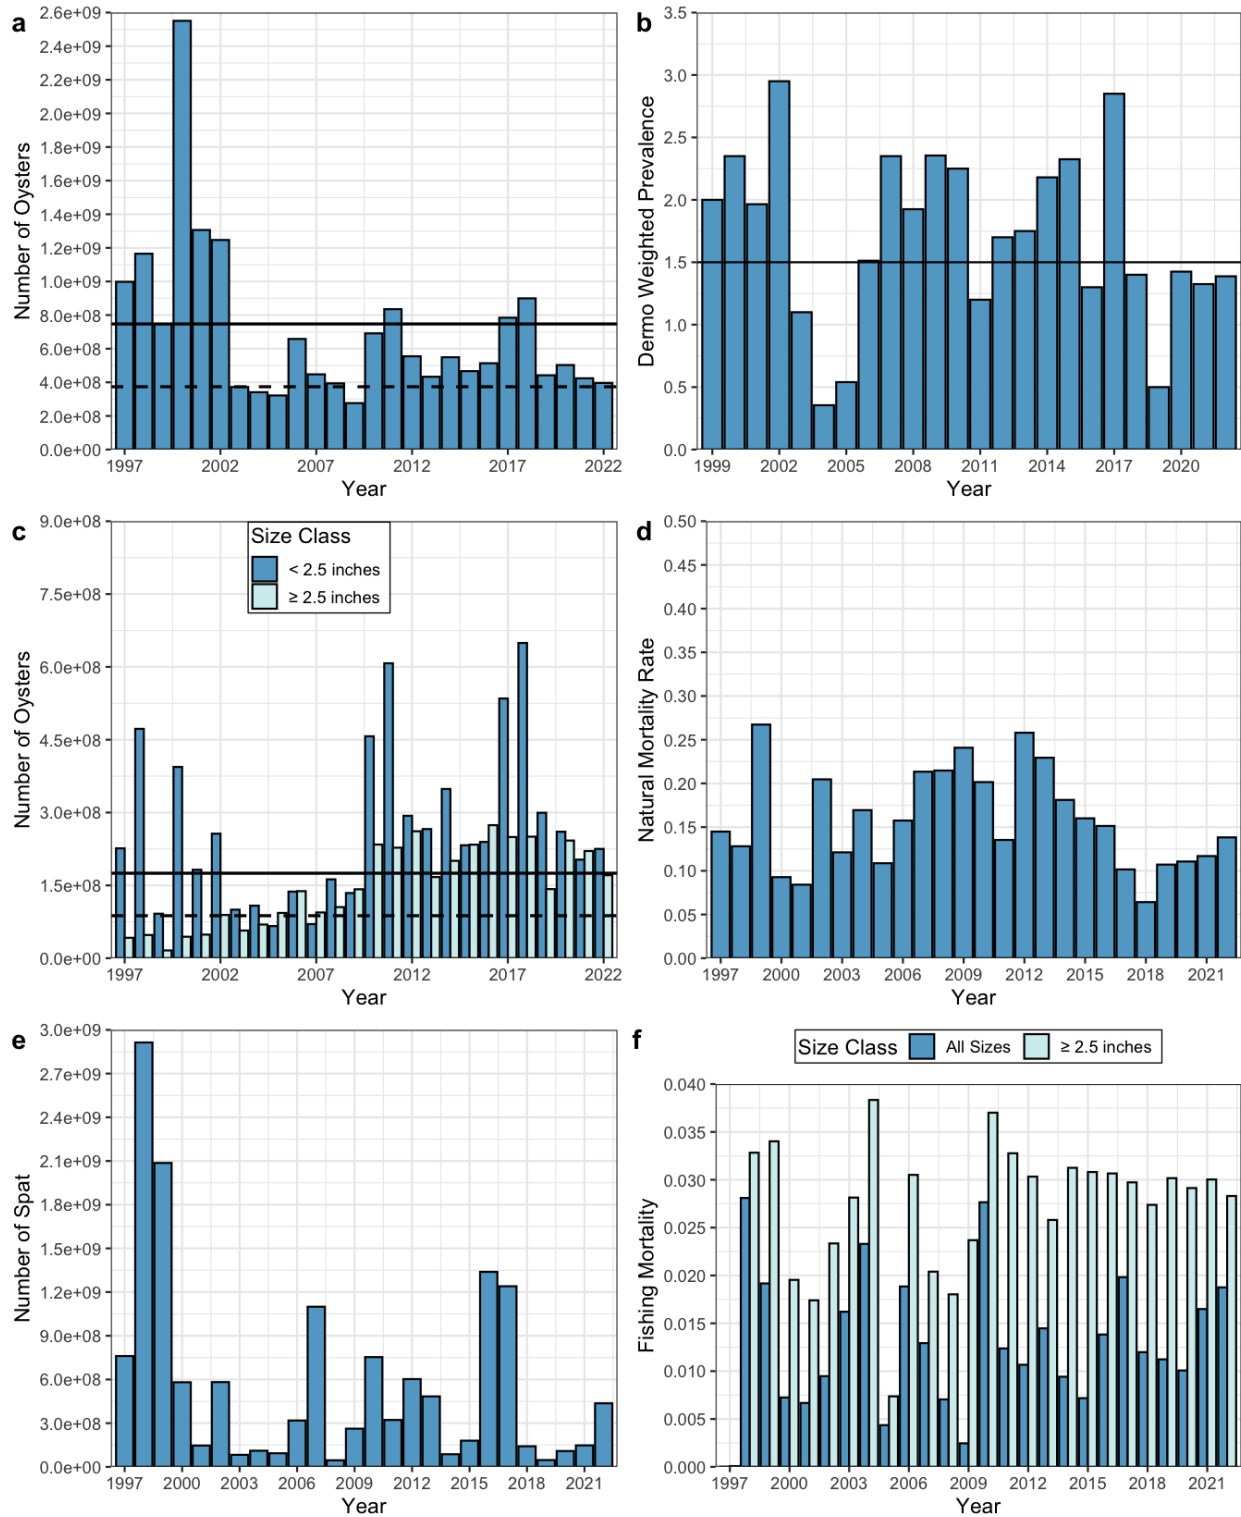 a
Number of Oysters
2.6e+09
2.4e+09
2.2e+09
2.0e+09
1.8e+09
1.6e+09
1.4e+09
1.2e+09
1.0e+09
8.0e+08
6.0e+08
4.0e+08
2.0e+08
0.0e+00
1997 2002 2007 2012 2017 2022
Year
b
Dermo Weighted Prevalence
3.5
3.0
2.5
2.0
1.5
1.0
0.5
0.0
1999 2002 2005 2008 2011 2014 2017 2020
Year
c
Number of Oysters
9.0e+08
7.5e+08
6.0e+08
4.5e+08
3.0e+08
1.5e+08
0.0e+00
Size Class
< 2.5 inches
≥ 2.5 inches
1997 2002 2007 2012 2017 2022
Year
d
Natural Mortality Rate
0.50
0.45
0.40
0.35
0.30
0.25
0.20
0.15
0.10
0.05
0.00
1997 2000 2003 2006 2009 2012 2015 2018 2021
Year
e
Number of Spat
3.0e+09
2.7e+09
2.4e+09
2.1e+09
1.8e+09
1.5e+09
1.2e+09
9.0e+08
6.0e+08
3.0e+08
0.0e+00
1997 2000 2003 2006 2009 2012 2015 2018 2021
Year
f
Size Class All Sizes ≥ 2.5 inches
Fishing Mortality
0.040
0.035
0.030
0.025
0.020
0.015
0.010
0.005
0.000
1997 2000 2003 2006 2009 2012 2015 2018 2021
Year